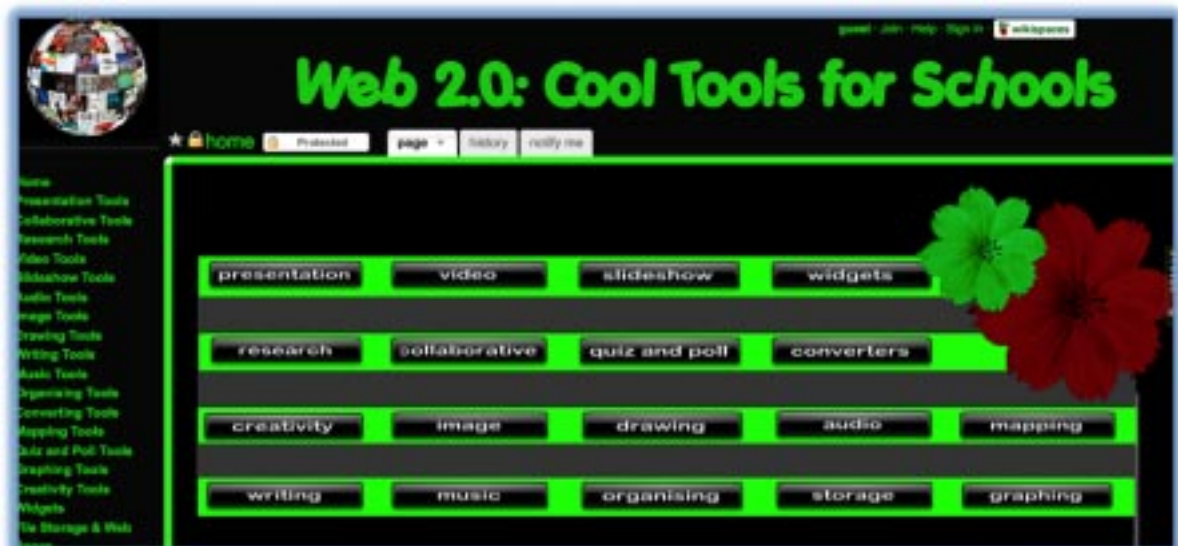 guest · Join · Help · Sign In · wikispaces
Web 2.0: Cool Tools for Schools
home Protected page history notify me
Home
Presentation Tools
Collaborative Tools
Research Tools
Video Tools
Slideshow Tools
Audio Tools
Image Tools
Drawing Tools
Writing Tools
Music Tools
Organising Tools
Converting Tools
Mapping Tools
Quiz and Poll Tools
Graphing Tools
Creativity Tools
Widgets
File Storage & Web
presentation video slideshow widgets
research collaborative quiz and poll converters
creativity image drawing audio mapping
writing music organising storage graphing